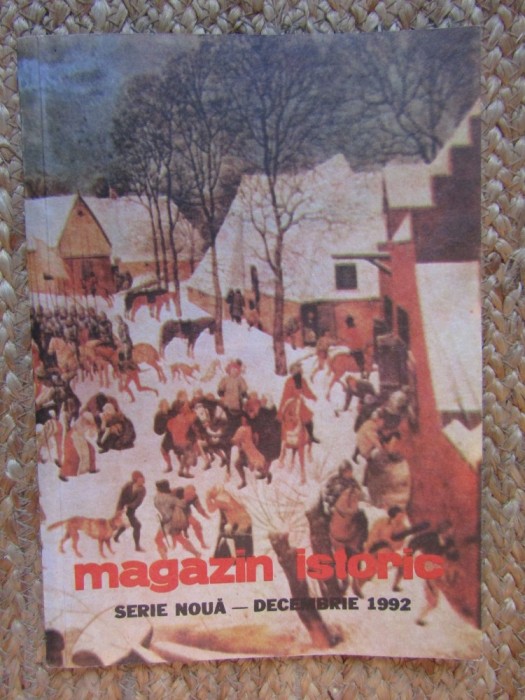 magazin istoric
SERIE NOUĂ — DECEMBRIE 1992